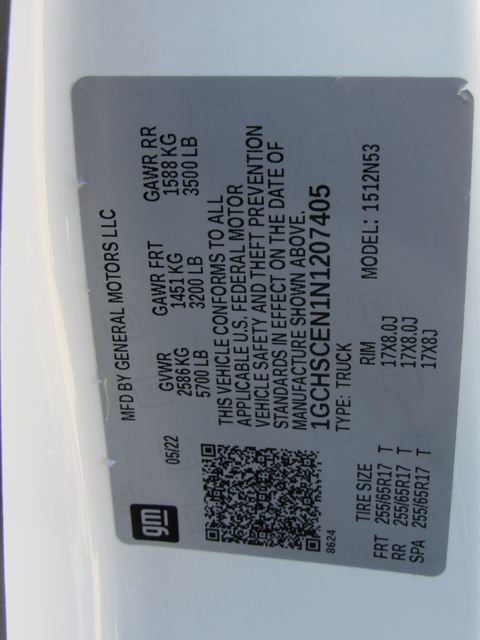 gm
MFD BY GENERAL MOTORS LLC
05/22
GVWR GAWR FRT GAWR RR
2586 KG 1451 KG 1588 KG
5700 LB 3200 LB 3500 LB
THIS VEHICLE CONFORMS TO ALL
APPLICABLE U.S. FEDERAL MOTOR
VEHICLE SAFETY AND THEFT PREVENTION
STANDARDS IN EFFECT ON THE DATE OF
MANUFACTURE SHOWN ABOVE.
1GCHSCEN1N1207405
8624
TYPE: TRUCK
MODEL: 1512N53
TIRE SIZE RIM
FRT 255/65R17 T 17X8.0J
RR 255/65R17 T 17X8.0J
SPA 255/65R17 T 17X8J